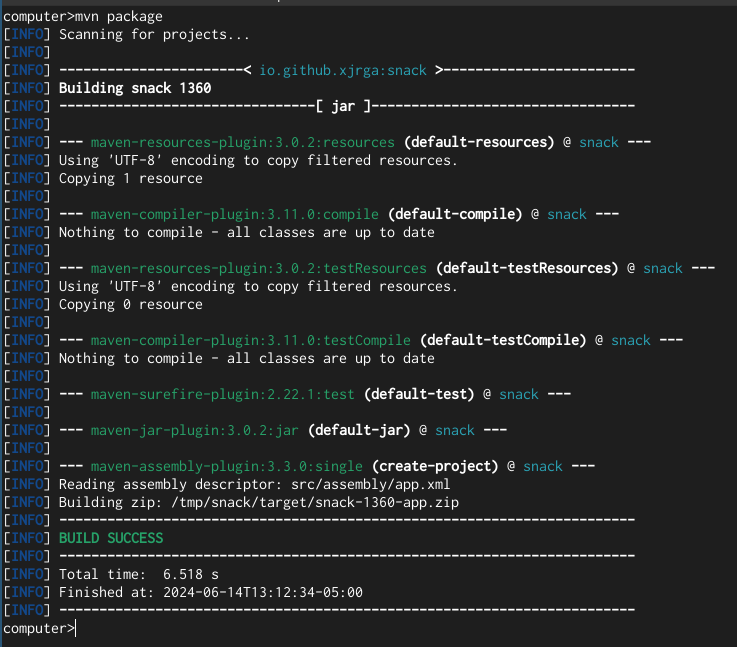 computer>mvn package
[INFO] Scanning for projects...
[INFO]
[INFO] -----------------------< io.github.xjrga:snack >------------------------
[INFO] Building snack 1360
[INFO] --------------------------------[ jar ]---------------------------------
[INFO]
[INFO] --- maven-resources-plugin:3.0.2:resources (default-resources) @ snack ---
[INFO] Using 'UTF-8' encoding to copy filtered resources.
[INFO] Copying 1 resource
[INFO]
[INFO] --- maven-compiler-plugin:3.11.0:compile (default-compile) @ snack ---
[INFO] Nothing to compile - all classes are up to date
[INFO]
[INFO] --- maven-resources-plugin:3.0.2:testResources (default-testResources) @ snack ---
[INFO] Using 'UTF-8' encoding to copy filtered resources.
[INFO] Copying 0 resource
[INFO]
[INFO] --- maven-compiler-plugin:3.11.0:testCompile (default-testCompile) @ snack ---
[INFO] Nothing to compile - all classes are up to date
[INFO]
[INFO] --- maven-surefire-plugin:2.22.1:test (default-test) @ snack ---
[INFO]
[INFO] --- maven-jar-plugin:3.0.2:jar (default-jar) @ snack ---
[INFO]
[INFO] --- maven-assembly-plugin:3.3.0:single (create-project) @ snack ---
[INFO] Reading assembly descriptor: src/assembly/app.xml
[INFO] Building zip: /tmp/snack/target/snack-1360-app.zip
[INFO] ------------------------------------------------------------------------
[INFO] BUILD SUCCESS
[INFO] ------------------------------------------------------------------------
[INFO] Total time:  6.518 s
[INFO] Finished at: 2024-06-14T13:12:34-05:00
[INFO] ------------------------------------------------------------------------
computer>